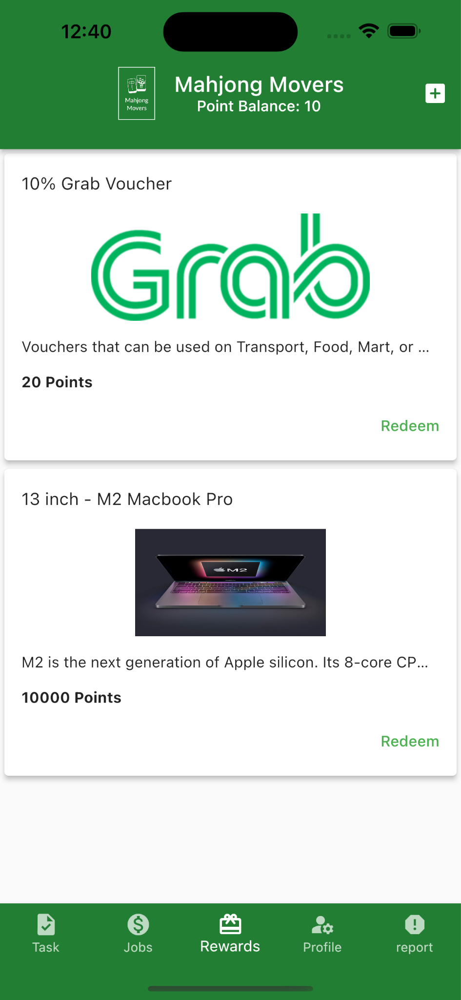 12:40
Mahjong
Movers
Mahjong Movers
Point Balance: 10
10% Grab Voucher
Grab
Vouchers that can be used on Transport, Food, Mart, or ...
20 Points
Redeem
13 inch - M2 Macbook Pro
M2
M2 is the next generation of Apple silicon. Its 8-core CP...
10000 Points
Redeem
Task
Jobs
Rewards
Profile
report